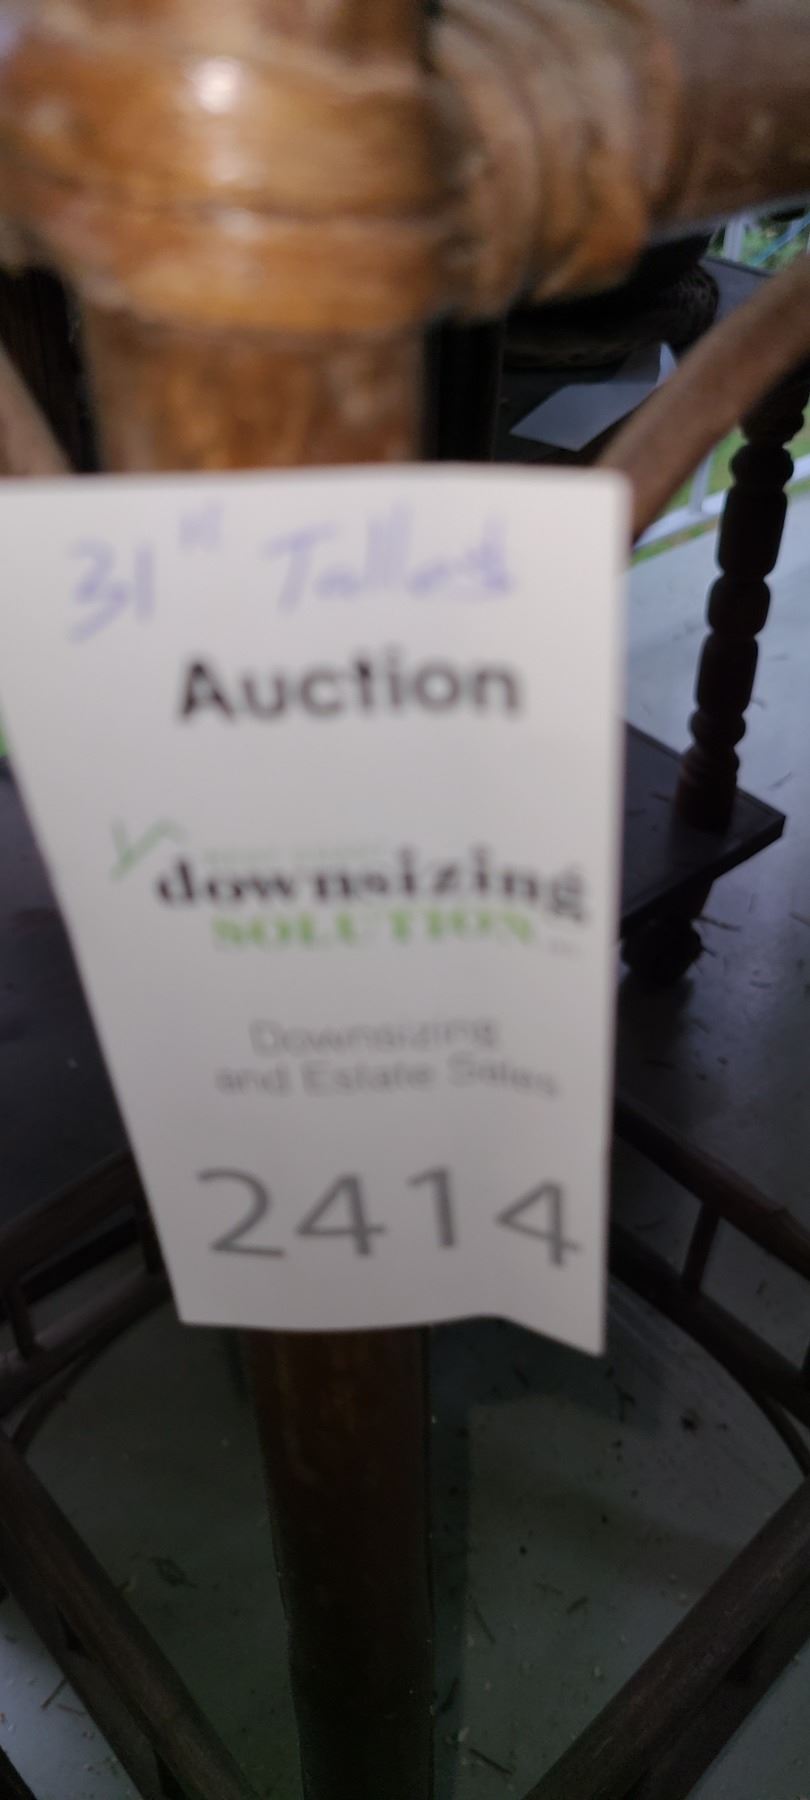 31" Tallest
Auction
downsizing
SOLUTION
Downsizing
and Estate Sales
2414